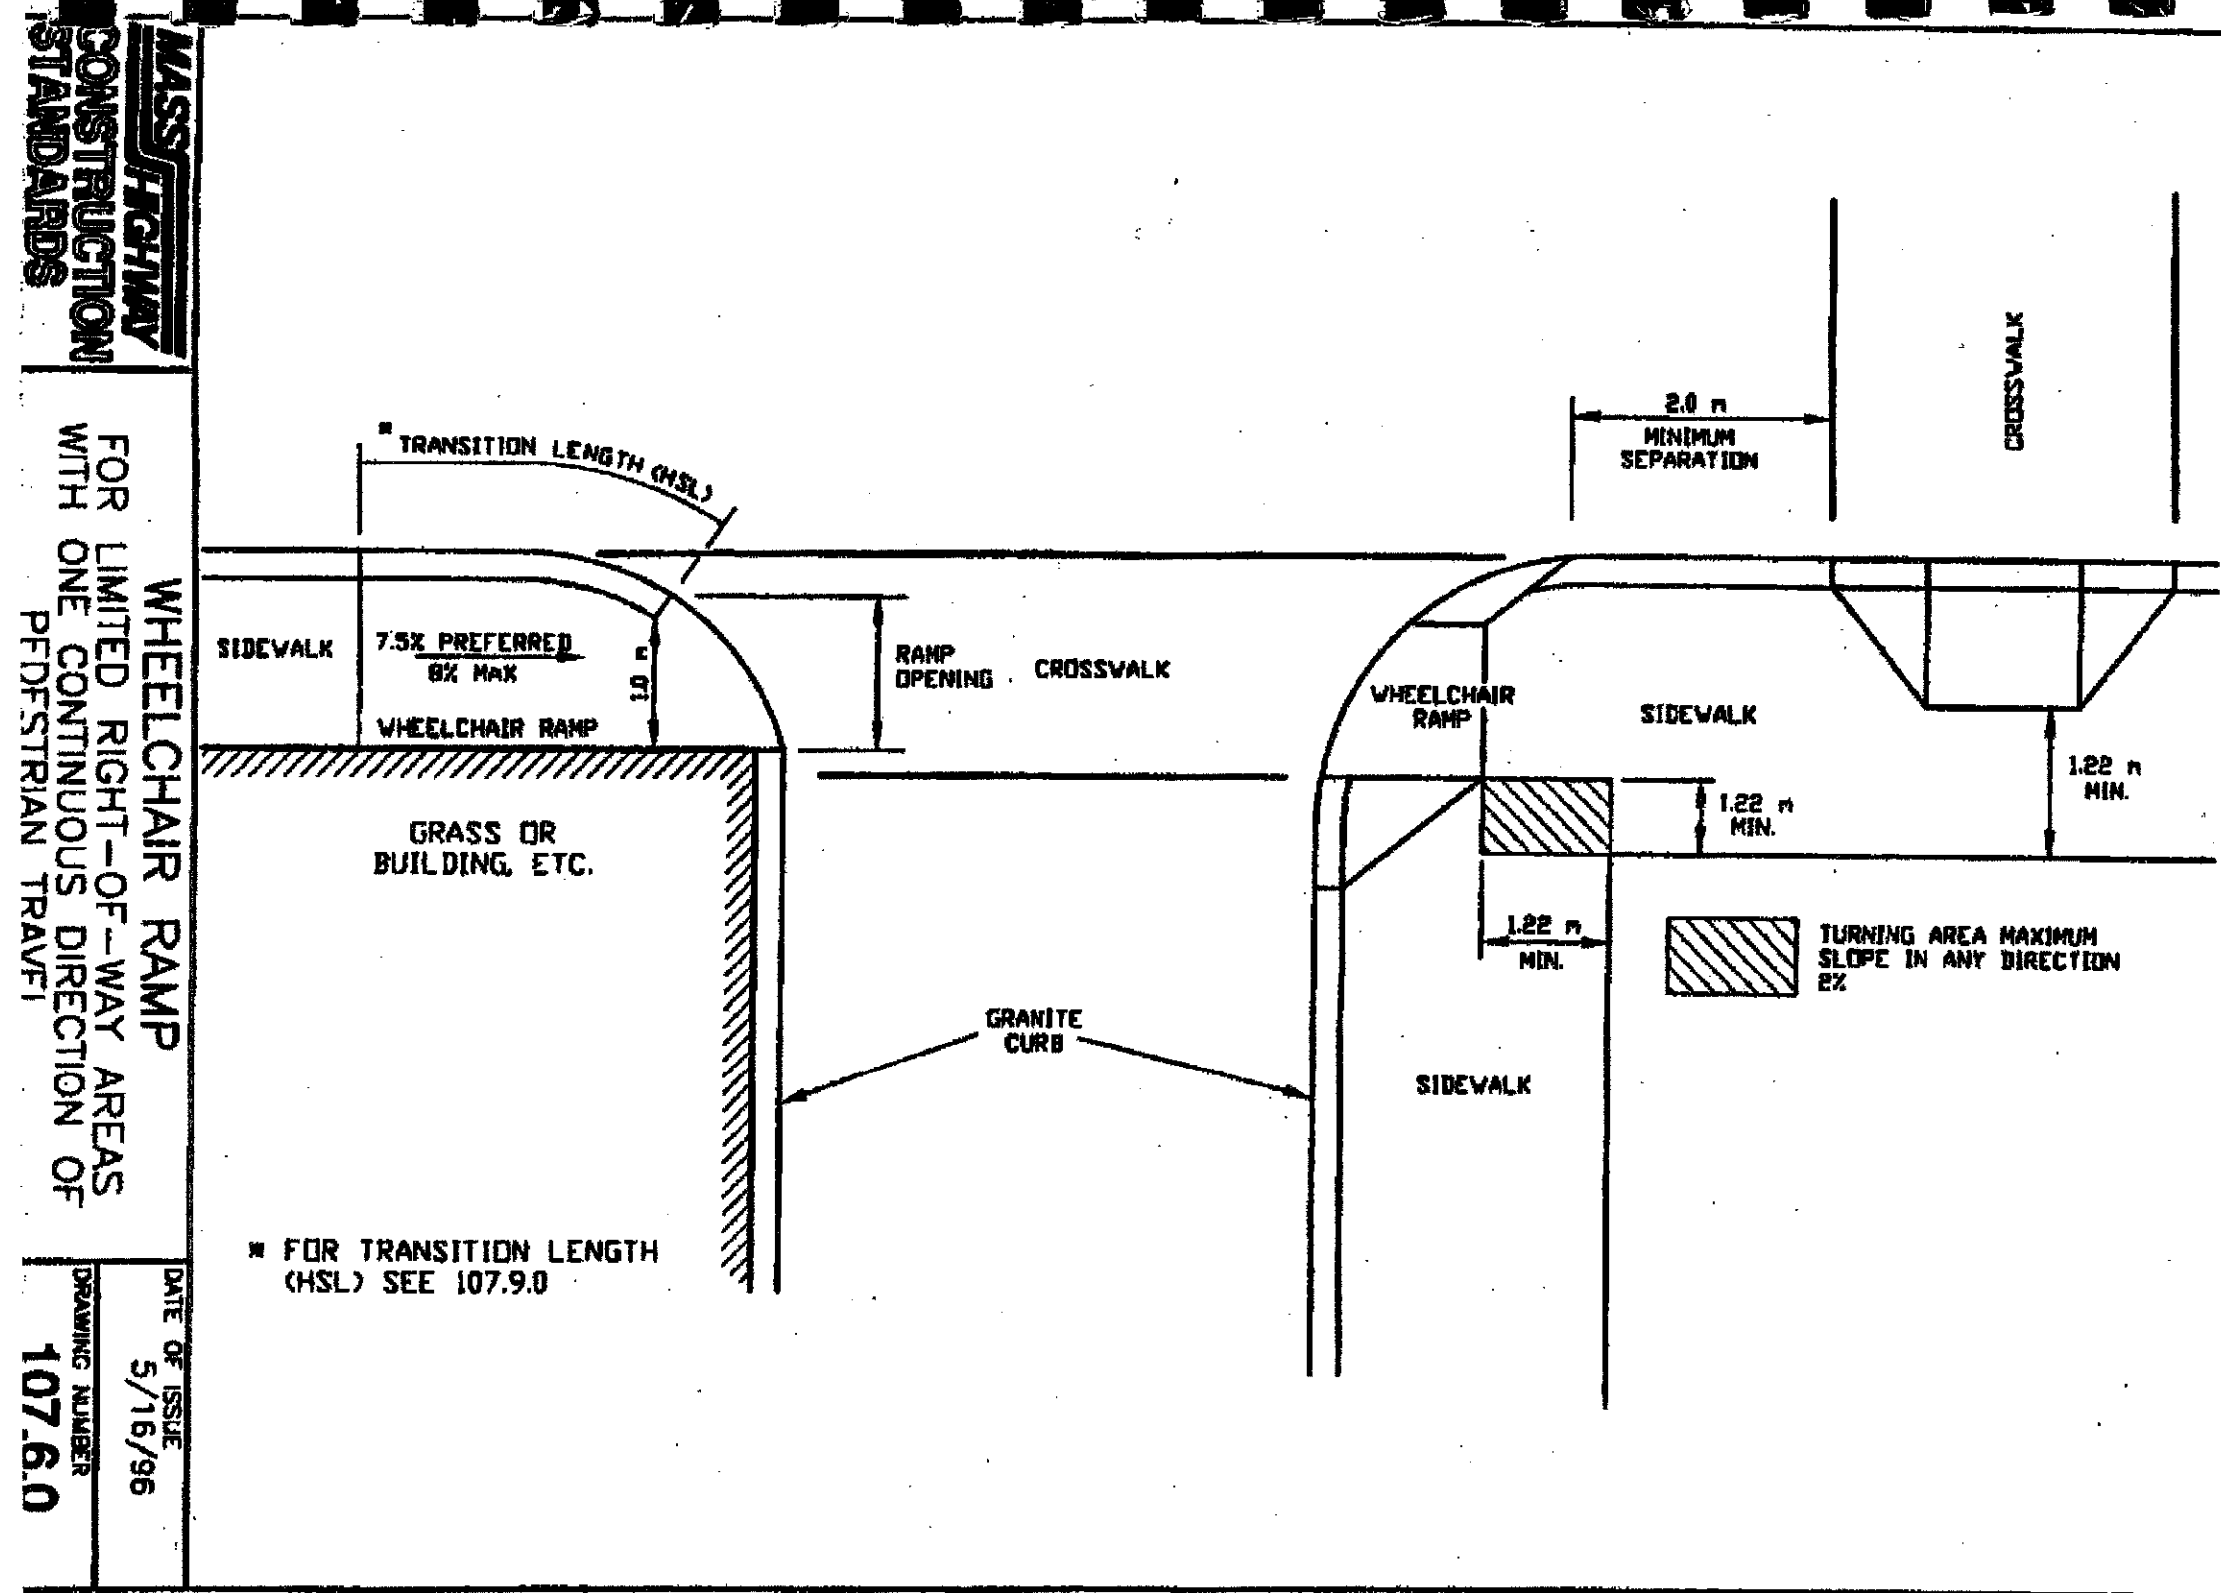 MASS HIGHWAY
CONSTRUCTION
STANDARDS
WHEELCHAIR RAMP
FOR LIMITED RIGHT-OF-WAY AREAS
WITH ONE CONTINUOUS DIRECTION OF
PEDESTRIAN TRAVEL
DATE OF ISSUE
5/16/96
DRAWING NUMBER
107.6.0
* TRANSITION LENGTH (HSL)
2.0 m
MINIMUM
SEPARATION
CROSSWALK
SIDEWALK
7.5% PREFERRED
8% MAX
1.0 m
WHEELCHAIR RAMP
RAMP
OPENING
CROSSWALK
WHEELCHAIR
RAMP
SIDEWALK
1.22 m
MIN.
1.22 m
MIN.
GRASS OR
BUILDING, ETC.
1.22 m
MIN.
TURNING AREA MAXIMUM
SLOPE IN ANY DIRECTION
2%
GRANITE
CURB
SIDEWALK
* FOR TRANSITION LENGTH
(HSL) SEE 107.9.0